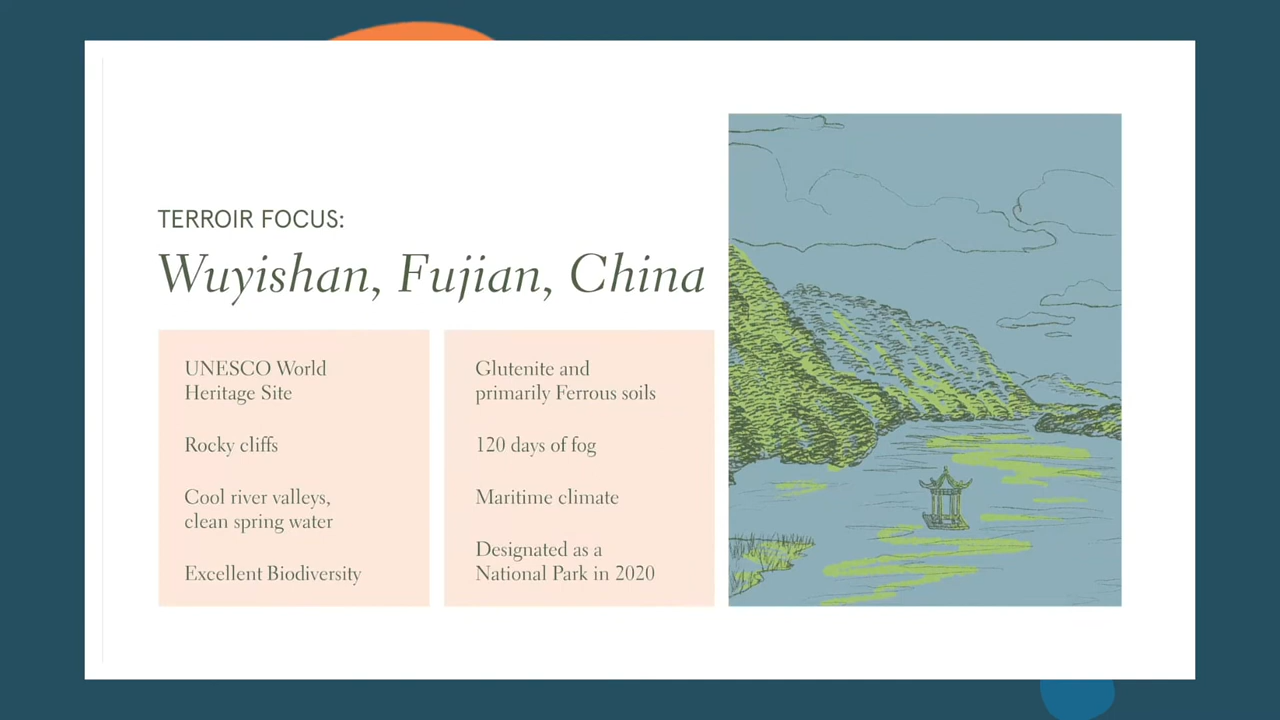 TERROIR FOCUS:
Wuyishan, Fujian, China
UNESCO World
Heritage Site
Rocky cliffs
Cool river valleys,
clean spring water
Excellent Biodiversity
Glutenite and
primarily Ferrous soils
120 days of fog
Maritime climate
Designated as a
National Park in 2020